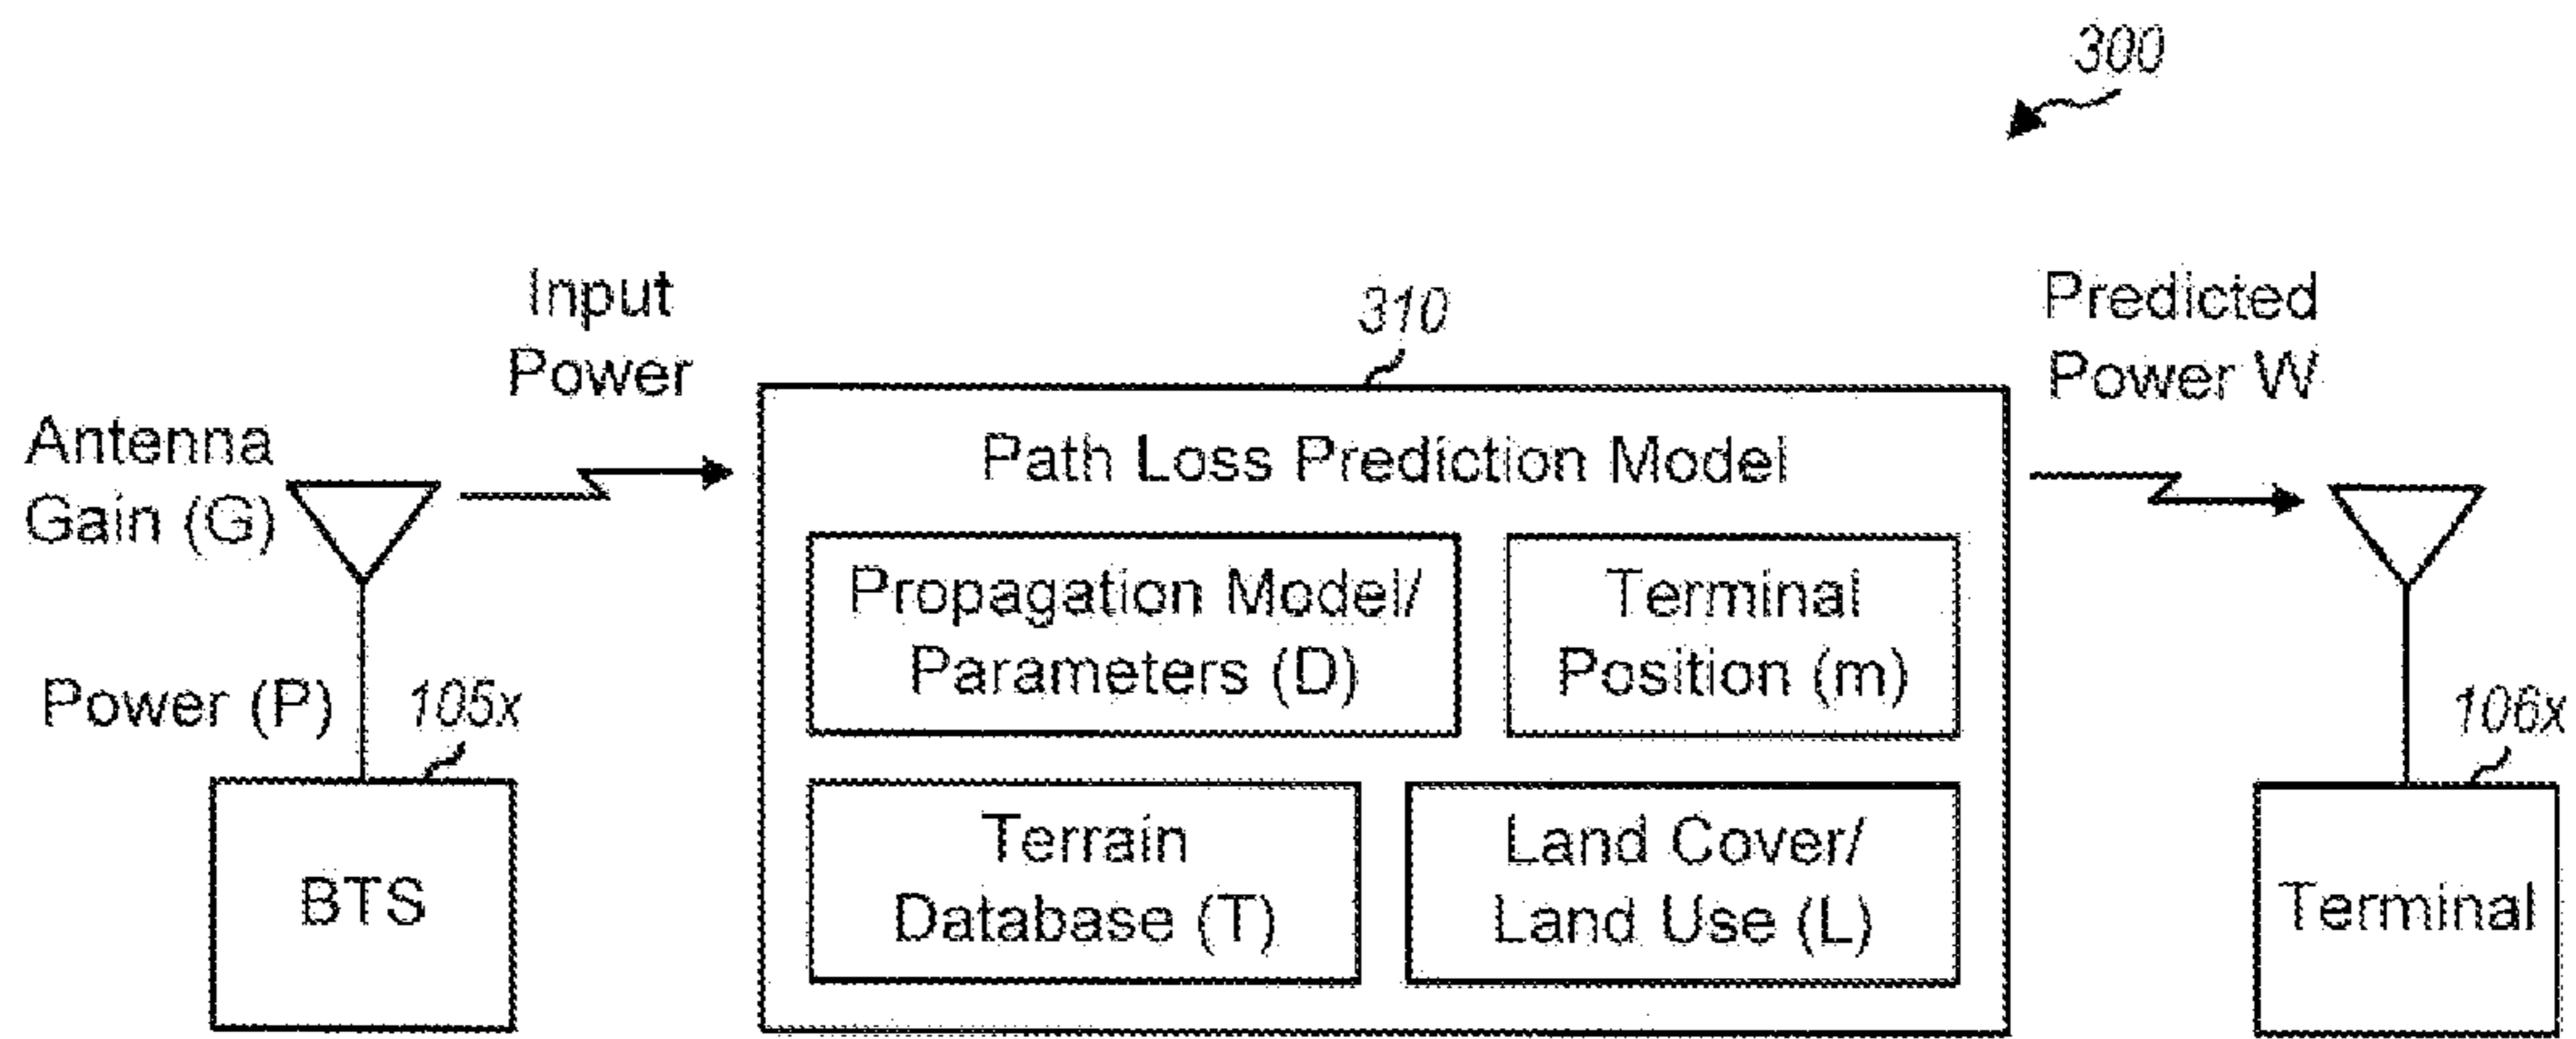 300
Input
Power
310
Predicted
Power W
Antenna
Gain (G)
Path Loss Prediction Model
Propagation Model/
Parameters (D)
Terminal
Position (m)
Power (P)
105x
106x
BTS
Terrain
Database (T)
Land Cover/
Land Use (L)
Terminal